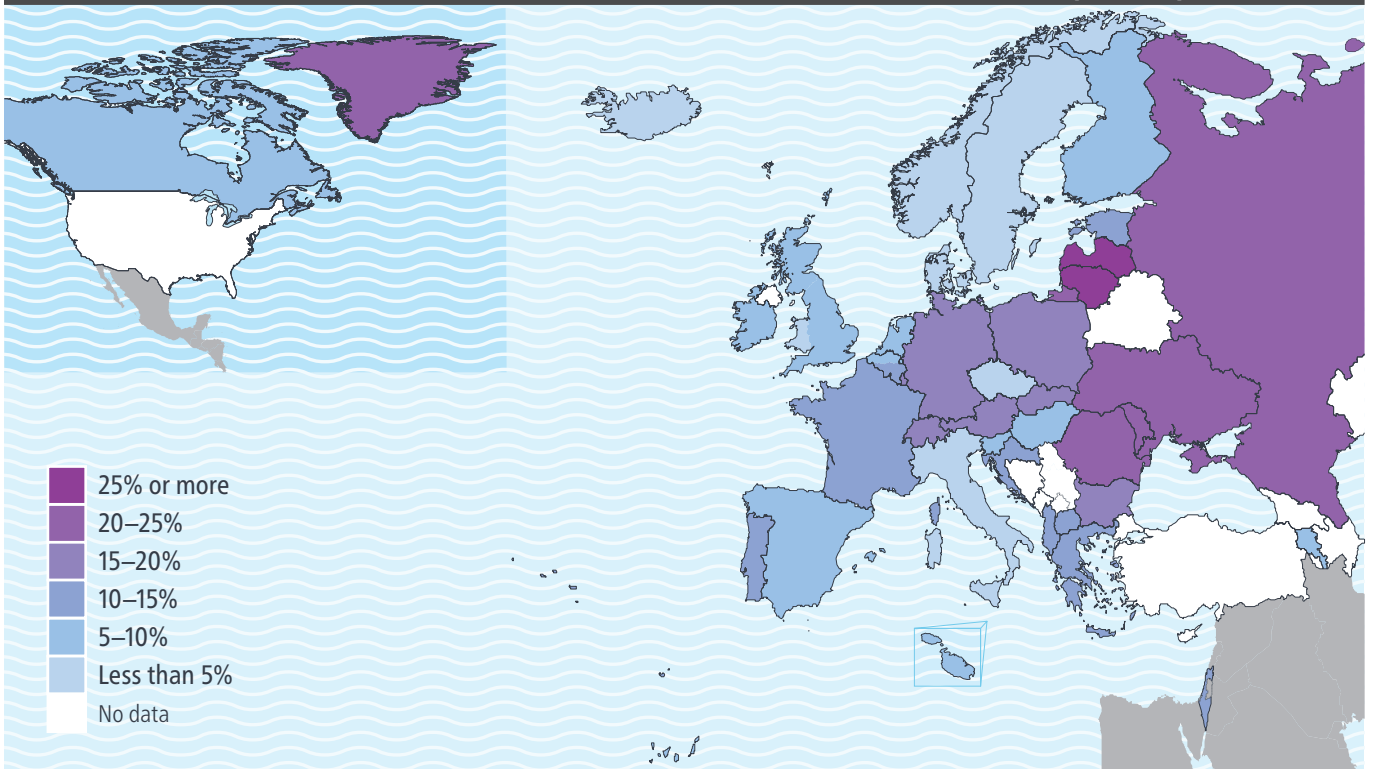 25% or more
20–25%
15–20%
10–15%
5–10%
Less than 5%
No data